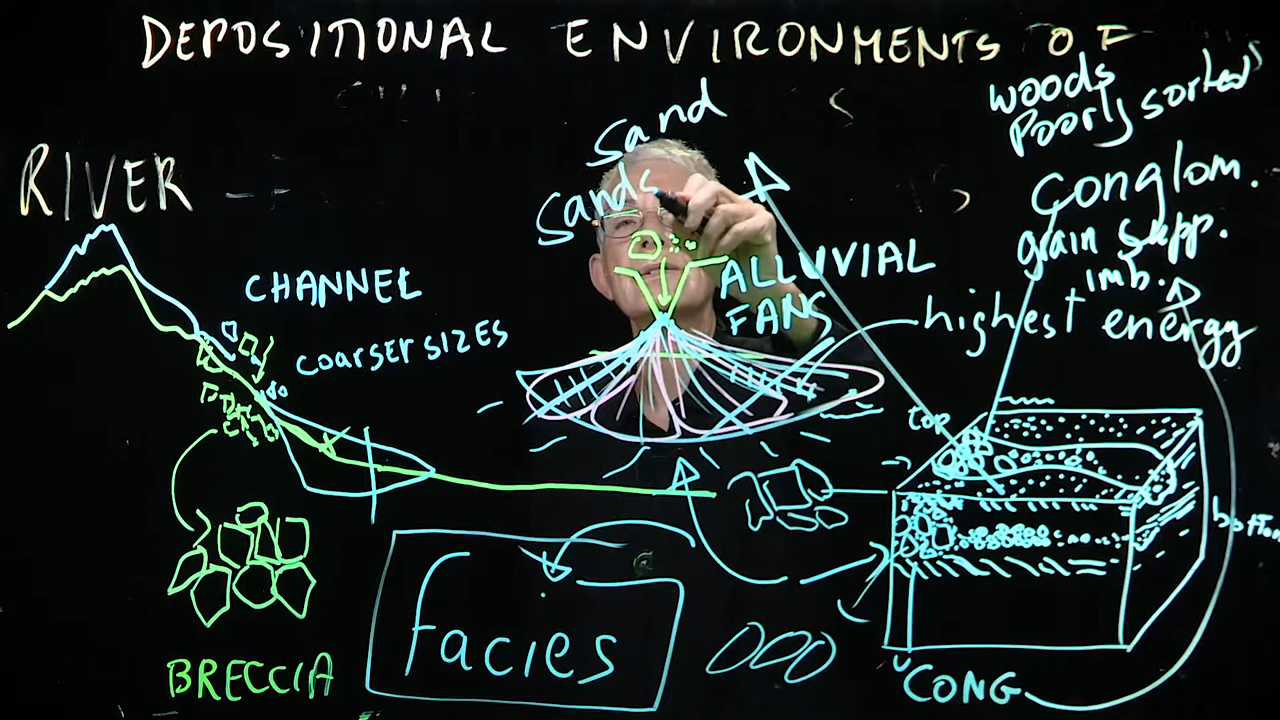 DEPOSITIONAL ENVIRONMENTS OF
woods
Poorly sorted
sand
RIVER
sands
conglom.
grain supp.
imb.
CHANNEL
ALLUVIAL
FANS
highest energy
coarser sizes
top
bottom
facies
BRECCIA
CONG